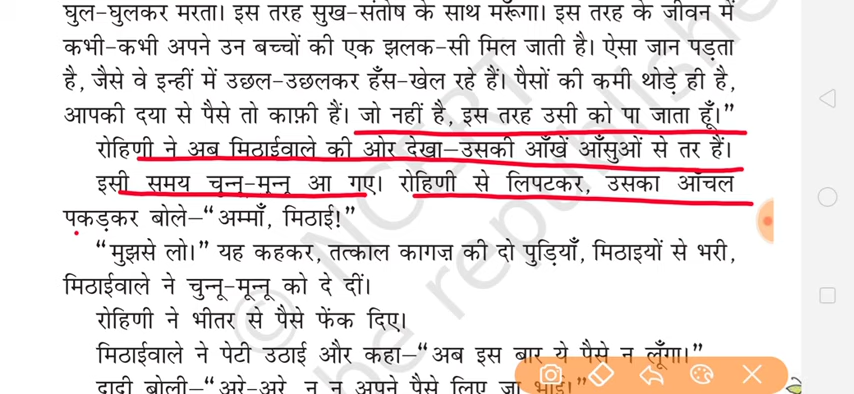 घुल-घुलकर मरता। इस तरह सुख-संतोष के साथ मरूँगा। इस तरह के जीवन में
कभी-कभी अपने उन बच्चों की एक झलक-सी मिल जाती है। ऐसा जान पड़ता
है, जैसे वे इन्हीं में उछल-उछलकर हँस-खेल रहे हैं। पैसों की कमी थोड़े ही है,
आपकी दया से पैसे तो काफ़ी हैं। जो नहीं है, इस तरह उसी को पा जाता हूँ।”
रोहिणी ने अब मिठाईवाले की ओर देखा–उसकी आँखें आँसुओं से तर हैं।
इसी समय चुन्नू-मुन्नू आ गए। रोहिणी से लिपटकर, उसका आँचल
पकड़कर बोले–“अम्माँ, मिठाई!”
“मुझसे लो।” यह कहकर, तत्काल कागज़ की दो पुड़ियाँ, मिठाइयों से भरी,
मिठाईवाले ने चुन्नू-मून्नू को दे दीं।
रोहिणी ने भीतर से पैसे फेंक दिए।
मिठाईवाले ने पेटी उठाई और कहा–“अब इस बार ये पैसे न लूँगा।”
दादी बोली–“अरे-अरे, न न अपने पैसे लिए जा भाई!”
© NCERT
be republished